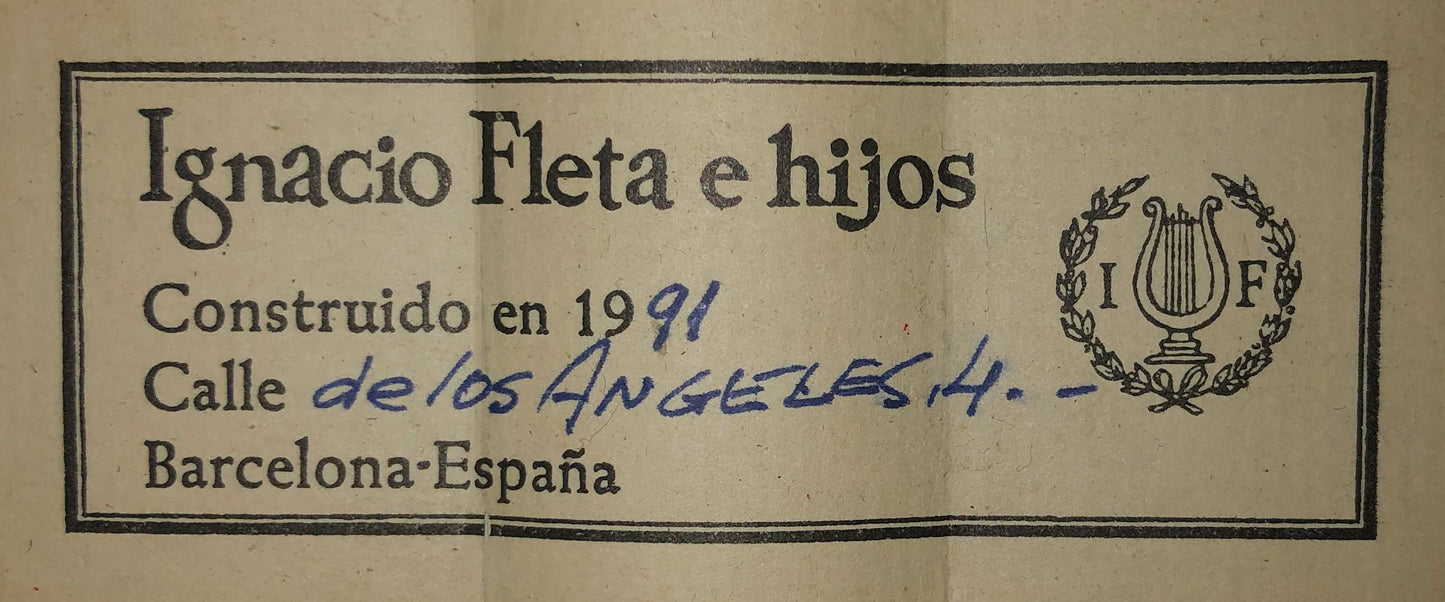 Ignacio Fleta e hijos
I F
Construido en 1991
Calle de los ANGELES, 4. -
Barcelona-España